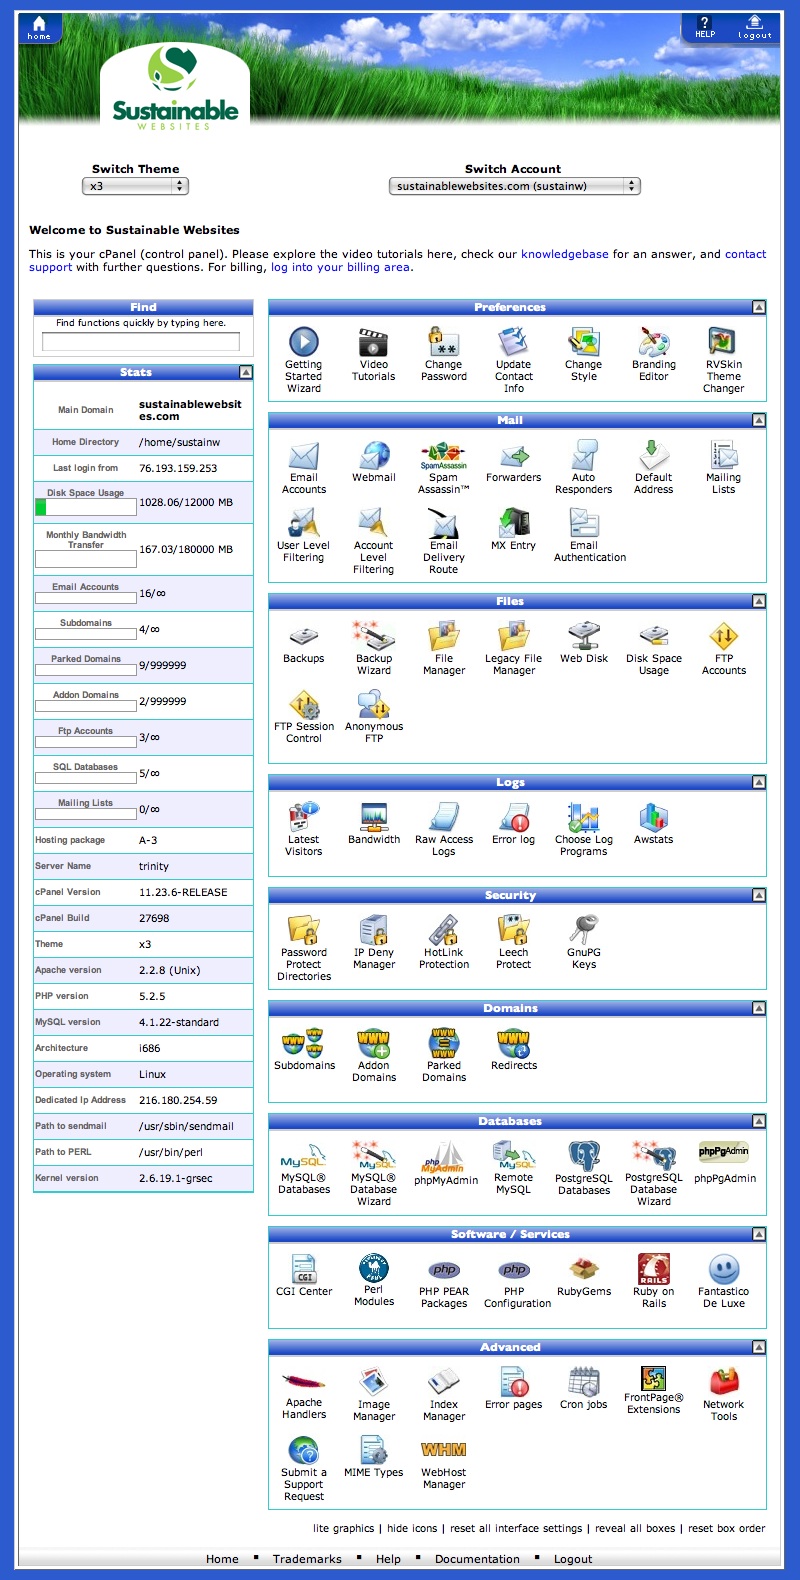 home
HELP
logout
Sustainable
WEBSITES
Switch Theme
Switch Account
x3
sustainablewebsites.com (sustainw)
Welcome to Sustainable Websites
This is your cPanel (control panel). Please explore the video tutorials here, check our knowledgebase for an answer, and contact
support with further questions. For billing, log into your billing area.
Find
Find functions quickly by typing here.
Stats
Main Domain sustainablewebsit
es.com
Home Directory /home/sustainw
Last login from 76.193.159.253
Disk Space Usage 1028.06/12000 MB
Monthly Bandwidth
Transfer 167.03/180000 MB
Email Accounts 16/∞
Subdomains 4/∞
Parked Domains 9/999999
Addon Domains 2/999999
Ftp Accounts 3/∞
SQL Databases 5/∞
Mailing Lists 0/∞
Hosting package A-3
Server Name trinity
cPanel Version 11.23.6-RELEASE
cPanel Build 27698
Theme x3
Apache version 2.2.8 (Unix)
PHP version 5.2.5
MySQL version 4.1.22-standard
Architecture i686
Operating system Linux
Dedicated Ip Address 216.180.254.59
Path to sendmail /usr/sbin/sendmail
Path to PERL /usr/bin/perl
Kernel version 2.6.19.1-grsec
Preferences
Getting Started Wizard
Video Tutorials
Change Password
Update Contact Info
Change Style
Branding Editor
RVSkin Theme Changer
Mail
Email Accounts
Webmail
SpamAssassin
Spam Assassin™
Forwarders
Auto Responders
Default Address
Mailing Lists
User Level Filtering
Account Level Filtering
Email Delivery Route
MX Entry
Email Authentication
Files
Backups
Backup Wizard
File Manager
Legacy File Manager
Web Disk
Disk Space Usage
FTP Accounts
FTP Session Control
Anonymous FTP
Logs
Latest Visitors
Bandwidth
Raw Access Logs
Error log
Choose Log Programs
Awstats
Security
Password Protect Directories
IP Deny Manager
HotLink Protection
Leech Protect
GnuPG Keys
Domains
WWW
Subdomains
WWW
Addon Domains
WWW
WWW
Parked Domains
WWW
Redirects
Databases
MySQL
MySQL® Databases
MySQL
MySQL® Database Wizard
php
MyAdmin
phpMyAdmin
MySQL
Remote MySQL
PostgreSQL Databases
PostgreSQL Database Wizard
phpPgAdmin
phpPgAdmin
Software / Services
CGI
CGI Center
Perl Modules
php
PHP PEAR Packages
php
PHP Configuration
RubyGems
RAILS
Ruby on Rails
Fantastico De Luxe
Advanced
Apache Handlers
Image Manager
Index Manager
Error pages
Cron jobs
FrontPage® Extensions
Network Tools
Submit a Support Request
MIME Types
WHM
WebHost Manager
lite graphics | hide icons | reset all interface settings | reveal all boxes | reset box order
Home ▪ Trademarks ▪ Help ▪ Documentation ▪ Logout